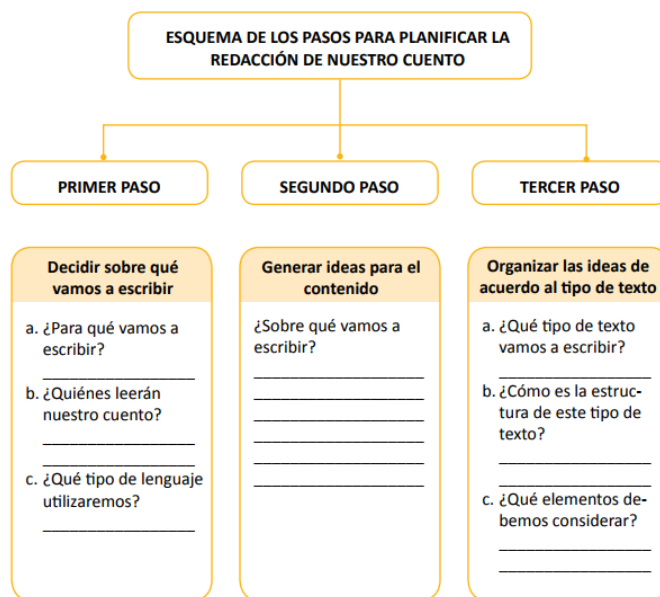 ESQUEMA DE LOS PASOS PARA PLANIFICAR LA
REDACCIÓN DE NUESTRO CUENTO
PRIMER PASO
SEGUNDO PASO
TERCER PASO
Decidir sobre qué
vamos a escribir
a. ¿Para qué vamos a
escribir?
b. ¿Quiénes leerán
nuestro cuento?
c. ¿Qué tipo de lenguaje
utilizaremos?
Generar ideas para el
contenido
¿Sobre qué vamos a
escribir?
Organizar las ideas de
acuerdo al tipo de texto
a. ¿Qué tipo de texto
vamos a escribir?
b. ¿Cómo es la estruc-
tura de este tipo de
texto?
c. ¿Qué elementos de-
bemos considerar?